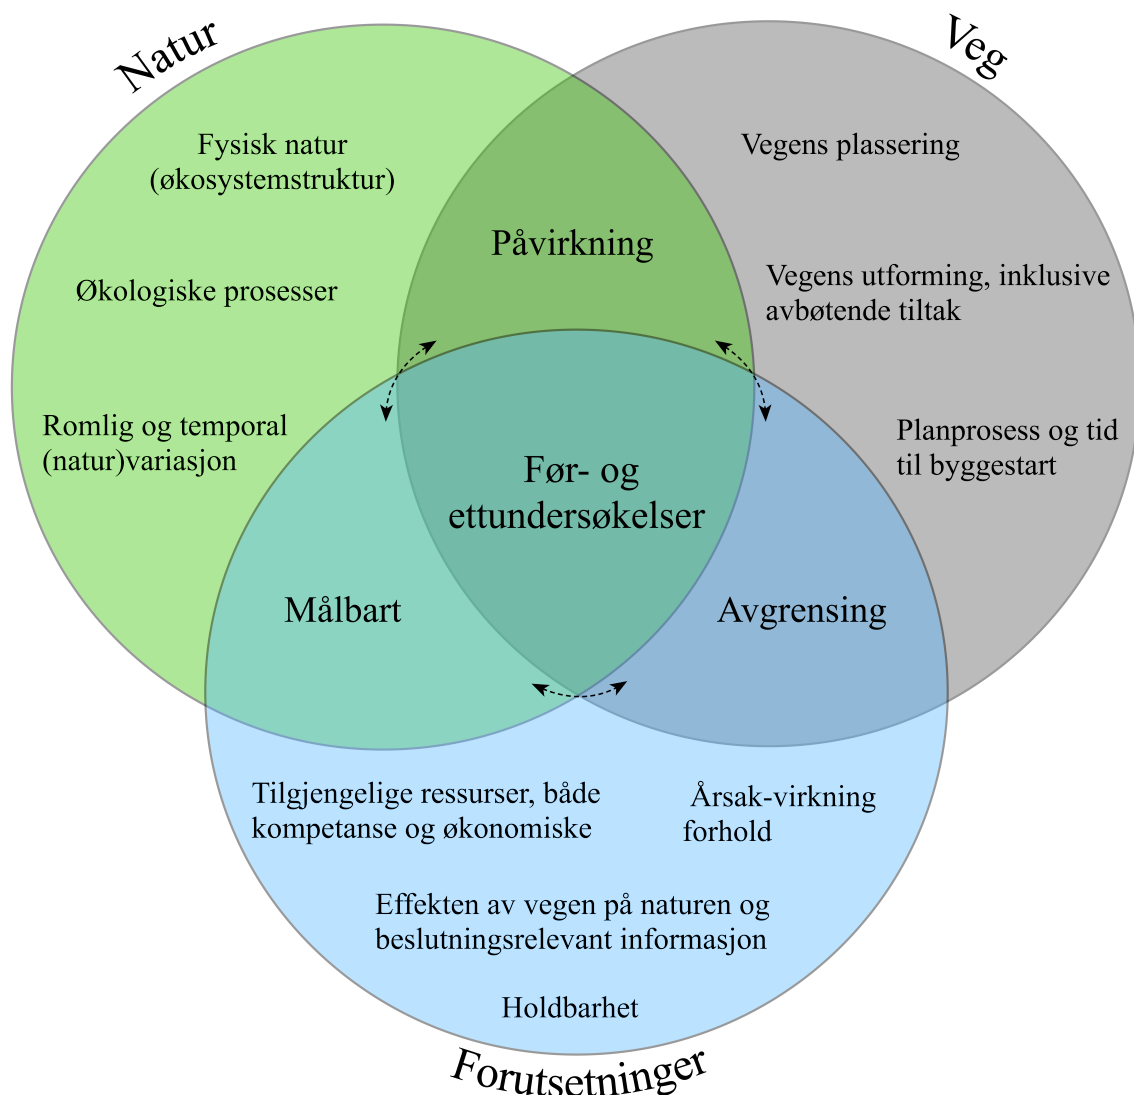 Natur
Veg
Fysisk natur
(økosystemstruktur)
Økologiske prosesser
Romlig og temporal
(natur)variasjon
Påvirkning
Vegens plassering
Vegens utforming, inklusive
avbøtende tiltak
Planprosess og tid
til byggestart
Før- og
ettundersøkelser
Målbart
Avgrensing
Tilgjengelige ressurser, både
kompetanse og økonomiske
Årsak-virkning
forhold
Effekten av vegen på naturen og
beslutningsrelevant informasjon
Holdbarhet
Forutsetninger